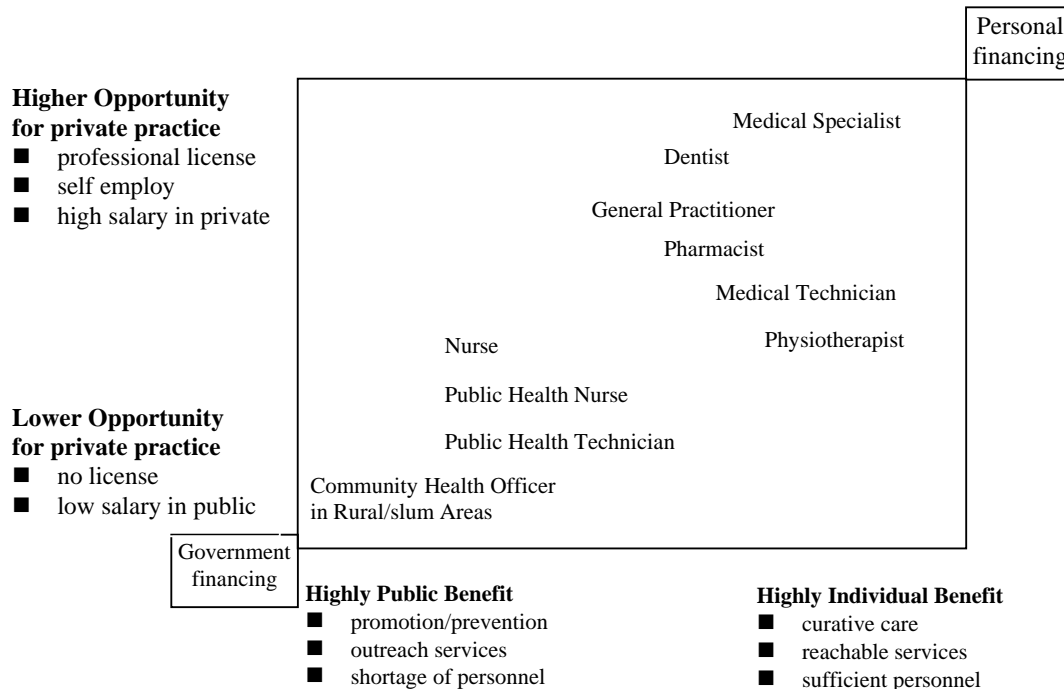 Personal
financing
Higher Opportunity
for private practice
■ professional license
■ self employ
■ high salary in private
Medical Specialist
Dentist
General Practitioner
Pharmacist
Medical Technician
Physiotherapist
Nurse
Public Health Nurse
Public Health Technician
Community Health Officer
in Rural/slum Areas
Lower Opportunity
for private practice
■ no license
■ low salary in public
Government
financing
Highly Public Benefit
■ promotion/prevention
■ outreach services
■ shortage of personnel
Highly Individual Benefit
■ curative care
■ reachable services
■ sufficient personnel